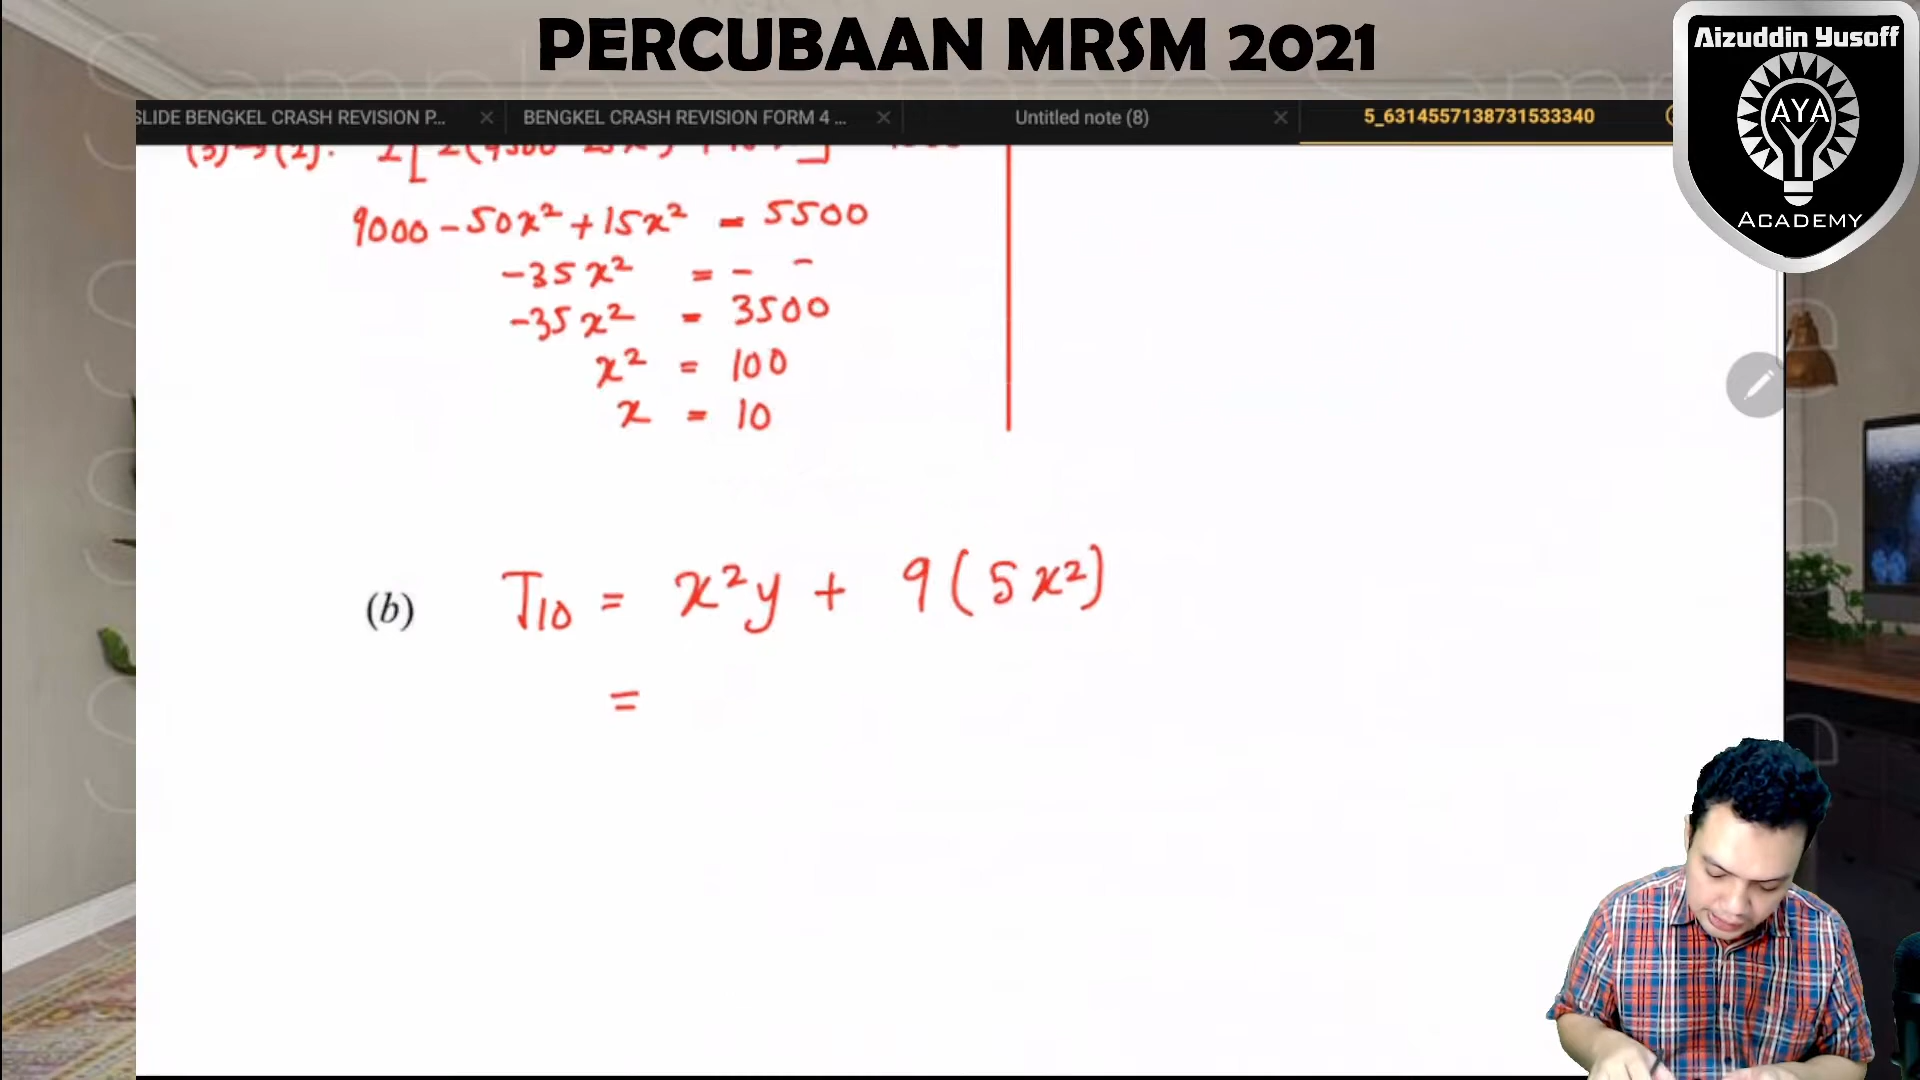 PERCUBAAN MRSM 2021
Aizuddin Yusoff
AYA
ACADEMY
SLIDE BENGKEL CRASH REVISION P...
BENGKEL CRASH REVISION FORM 4 ...
Untitled note (8)
5_6314557138731533340
9000 - 50x² + 15x² = 5500
-35x² = - -
-35x² = 3500
x² = 100
x = 10
(b) T10 = x²y + 9(5x²)
=